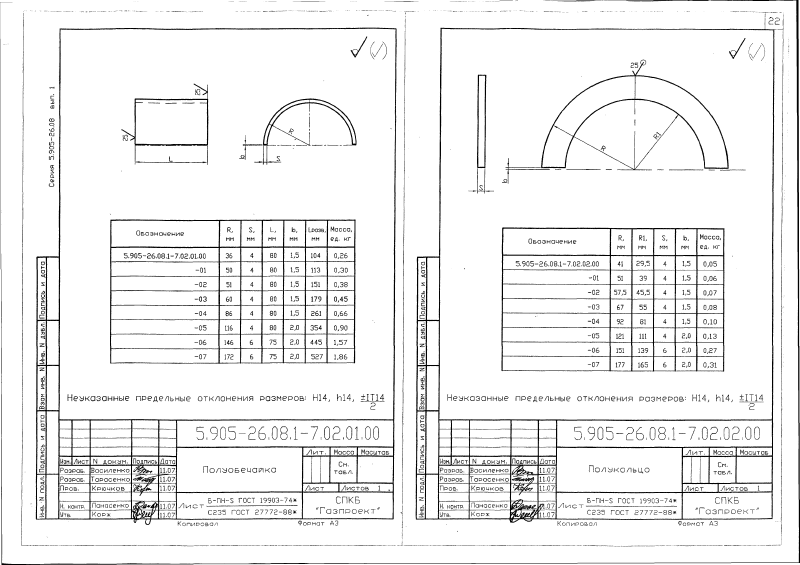 22
Серия 5.905-26.08 вып. 1
25
25
L
R
b
S
Обозначение R, мм S, мм L, мм b, мм Lразв, мм Масса, ед. кг
5.905-26.08.1-7.02.01.00 36 4 80 1,5 104 0,26
-01 50 4 80 1,5 113 0,30
-02 51 4 80 1,5 151 0,38
-03 60 4 80 1,5 179 0,45
-04 86 4 80 1,5 261 0,66
-05 116 4 80 2,0 354 0,90
-06 146 6 75 2,0 445 1,57
-07 172 6 75 2,0 527 1,86
Неуказанные предельные отклонения размеров: H14, h14, ±IT14
2
5.905-26.08.1-7.02.01.00
Полуобечайка
Лит. Масса Масштаб
См. табл.
Лист Листов 1
Изм. Лист N докум. Подпись Дата
Разраб. Василенко 11.07
Разраб. Тарасенко 11.07
Пров. Крючков 11.07
Н. контр. Панасенко 11.07
Утв. Корж 11.07
Лист Б-ПН-S ГОСТ 19903-74*
С235 ГОСТ 27772-88*
СПКБ
"Газпроект"
Копировал Формат А3
Подпись и дата
Инв. N дубл.
Взам инв. N
Подпись и дата
Инв. N подл.
25
R
R1
S
b
Обозначение R, мм R1, мм S, мм b, мм Масса, ед. кг
5.905-26.08.1-7.02.02.00 41 29,5 4 1,5 0,05
-01 51 39 4 1,5 0,06
-02 57,5 45,5 4 1,5 0,07
-03 67 55 4 1,5 0,08
-04 92 81 4 1,5 0,10
-05 121 111 4 2,0 0,13
-06 151 139 6 2,0 0,27
-07 177 165 6 2,0 0,31
Неуказанные предельные отклонения размеров: H14, h14, ±IT14
2
5.905-26.08.1-7.02.02.00
Полукольцо
Лит. Масса Масштаб
См. табл.
Лист Листов 1
Изм. Лист N докум. Подпись Дата
Разраб. Василенко 11.07
Разраб. Тарасенко 11.07
Пров. Крючков 11.07
Н. контр. Панасенко 11.07
Утв. Корж 11.07
Лист Б-ПН-S ГОСТ 19903-74*
С235 ГОСТ 27772-88*
СПКБ
"Газпроект"
Копировал Формат А3
Подпись и дата
Инв. N дубл.
Взам инв. N
Подпись и дата
Инв. N подл.